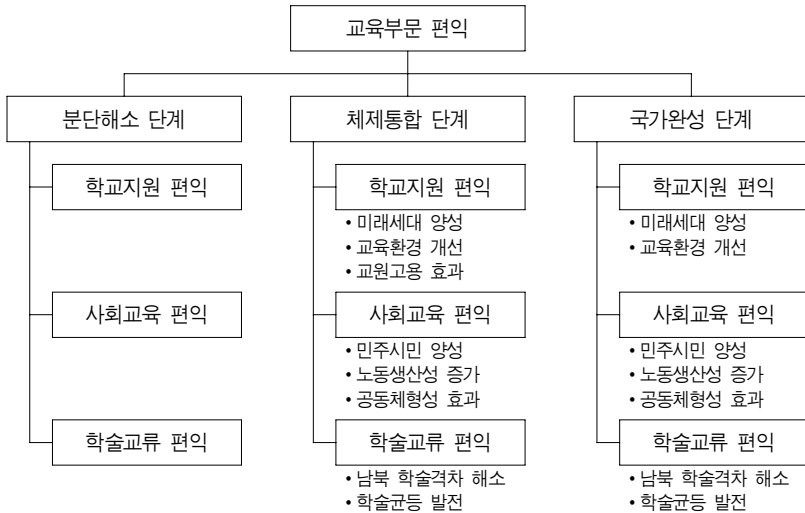 교육부문 편익
분단해소 단계
체제통합 단계
국가완성 단계
학교지원 편익
학교지원 편익
학교지원 편익
• 미래세대 양성
• 교육환경 개선
• 교원고용 효과
• 미래세대 양성
• 교육환경 개선
사회교육 편익
사회교육 편익
사회교육 편익
• 민주시민 양성
• 노동생산성 증가
• 공동체형성 효과
• 민주시민 양성
• 노동생산성 증가
• 공동체형성 효과
학술교류 편익
학술교류 편익
학술교류 편익
• 남북 학술격차 해소
• 학술균등 발전
• 남북 학술격차 해소
• 학술균등 발전